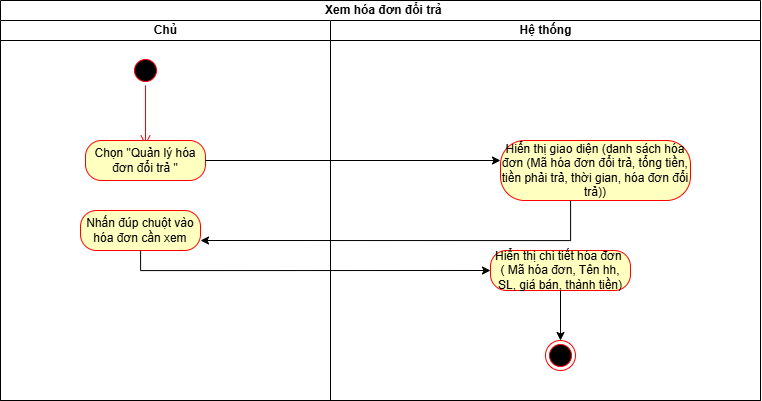 Xem hóa đơn đổi trả
Chủ
Hệ thống
Chọn "Quản lý hóa
đơn đổi trả "
Hiển thị giao diện (danh sách hóa
đơn (Mã hóa đơn đổi trả, tổng tiền,
tiền phải trả, thời gian, hóa đơn đổi
trả))
Nhấn đúp chuột vào
hóa đơn cần xem
Hiển thị chi tiết hóa đơn
( Mã hóa đơn, Tên hh,
SL, giá bán, thành tiền)